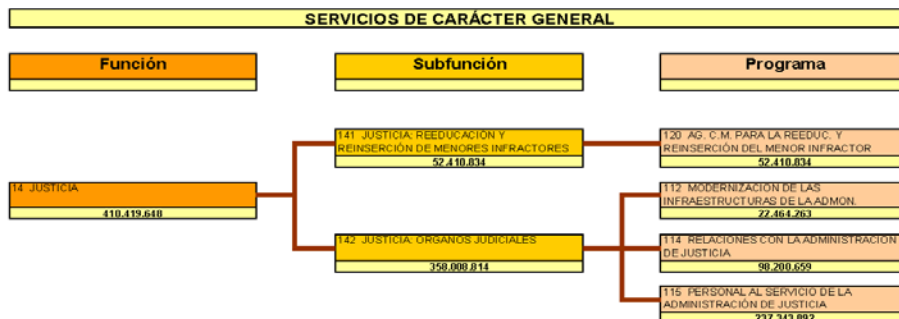 SERVICIOS DE CARÁCTER GENERAL
Función
Subfunción
Programa
141 JUSTICIA: REEDUCACIÓN Y
REINSERCIÓN DE MENORES INFRACTORES
52.410.834
120 AG. C.M. PARA LA REEDUC. Y
REINSERCIÓN DEL MENOR INFRACTOR
52.410.834
14 JUSTICIA
410.419.648
112 MODERNIZACIÓN DE LAS
INFRAESTRUCTURAS DE LA ADMON.
22.464.263
142 JUSTICIA: ÓRGANOS JUDICIALES
358.008.814
114 RELACIONES CON LA ADMINISTRACIÓN
DE JUSTICIA
98.200.659
115 PERSONAL AL SERVICIO DE LA
ADMINISTRACIÓN DE JUSTICIA
237.343.892